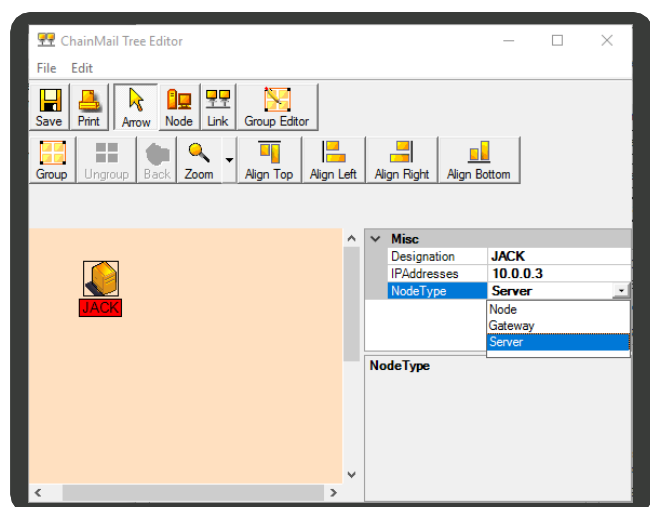 ChainMail Tree Editor
File Edit
Save Print Arrow Node Link Group Editor
Group Ungroup Back Zoom Align Top Align Left Align Right Align Bottom
Misc
Designation JACK
IPAddresses 10.0.0.3
NodeType Server
Node
Gateway
Server
JACK
NodeType